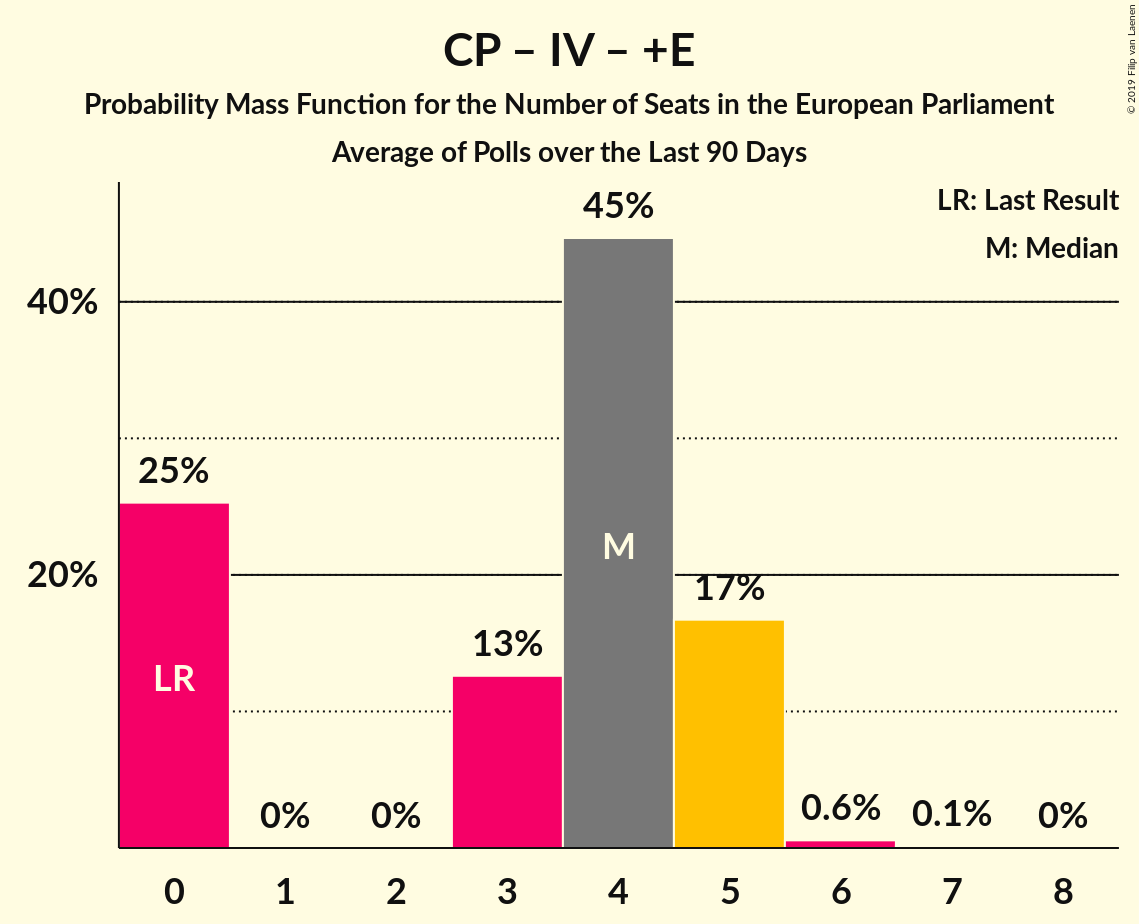 CP – IV – +E
Probability Mass Function for the Number of Seats in the European Parliament
Average of Polls over the Last 90 Days
© 2019 Filip van Laenen
LR: Last Result
M: Median
45%
40%
25%
M
20%
17%
13%
LR
0%
0%
0.6%
0.1%
0%
0
1
2
3
4
5
6
7
8